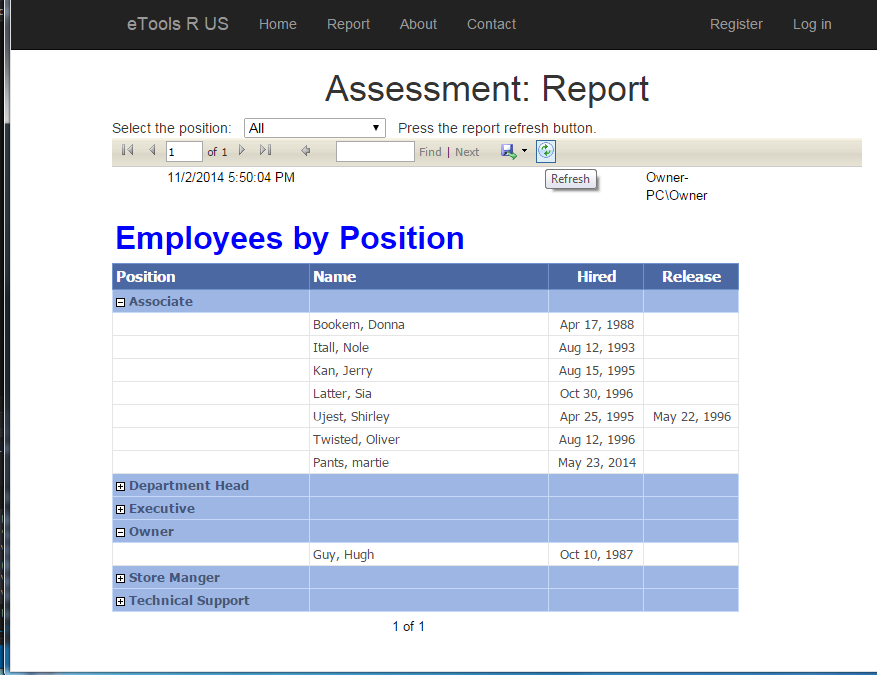 eTools R US Home Report About Contact Register Log in
Assessment: Report
Select the position: All Press the report refresh button.
1 of 1 Find | Next
Refresh
11/2/2014 5:50:04 PM Owner-
PC\Owner
Employees by Position
Position Name Hired Release
Associate
Bookem, Donna Apr 17, 1988
Itall, Nole Aug 12, 1993
Kan, Jerry Aug 15, 1995
Latter, Sia Oct 30, 1996
Ujest, Shirley Apr 25, 1995 May 22, 1996
Twisted, Oliver Aug 12, 1996
Pants, martie May 23, 2014
Department Head
Executive
Owner
Guy, Hugh Oct 10, 1987
Store Manger
Technical Support
1 of 1